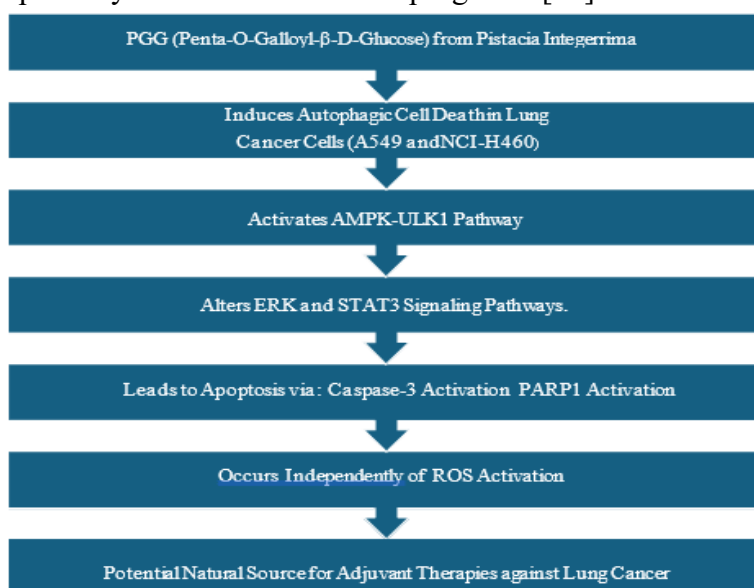 PGG (Penta-O-Galloyl-β-D-Glucose) from Pistacia Integerrima
Induces Autophagic Cell Deathin Lung
Cancer Cells (A549 andNCI-H460)
Activates AMPK-ULK1 Pathway
Alters ERK and STAT3 Signaling Pathways.
Leads to Apoptosis via: Caspase-3 Activation PARP1 Activation
Occurs Independently of ROS Activation
Potential Natural Source for Adjuvant Therapies against Lung Cancer